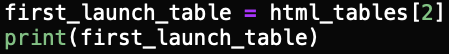 first_launch_table = html_tables[2]
print(first_launch_table)